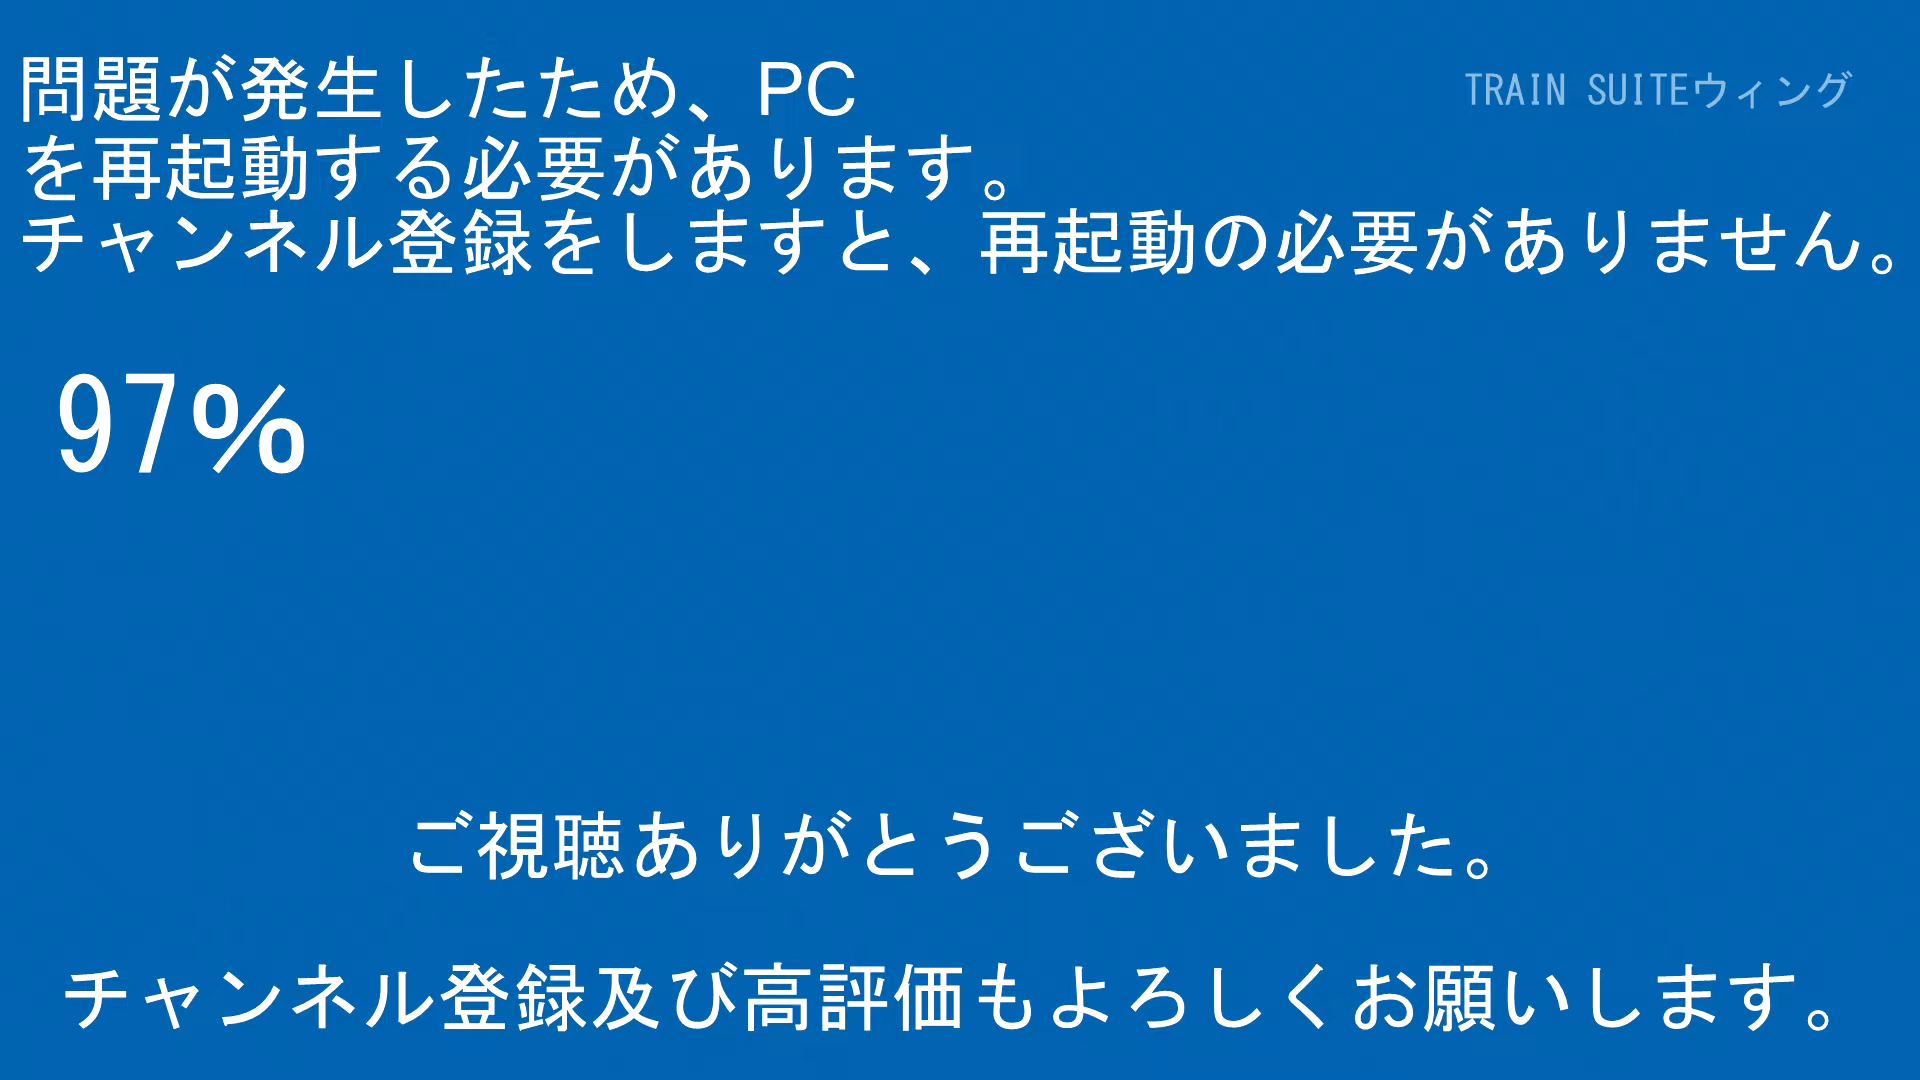 問題が発生したため、PC
を再起動する必要があります。
チャンネル登録をしますと、再起動の必要がありません。
TRAIN SUITEウィング
97%
ご視聴ありがとうございました。
チャンネル登録及び高評価もよろしくお願いします。